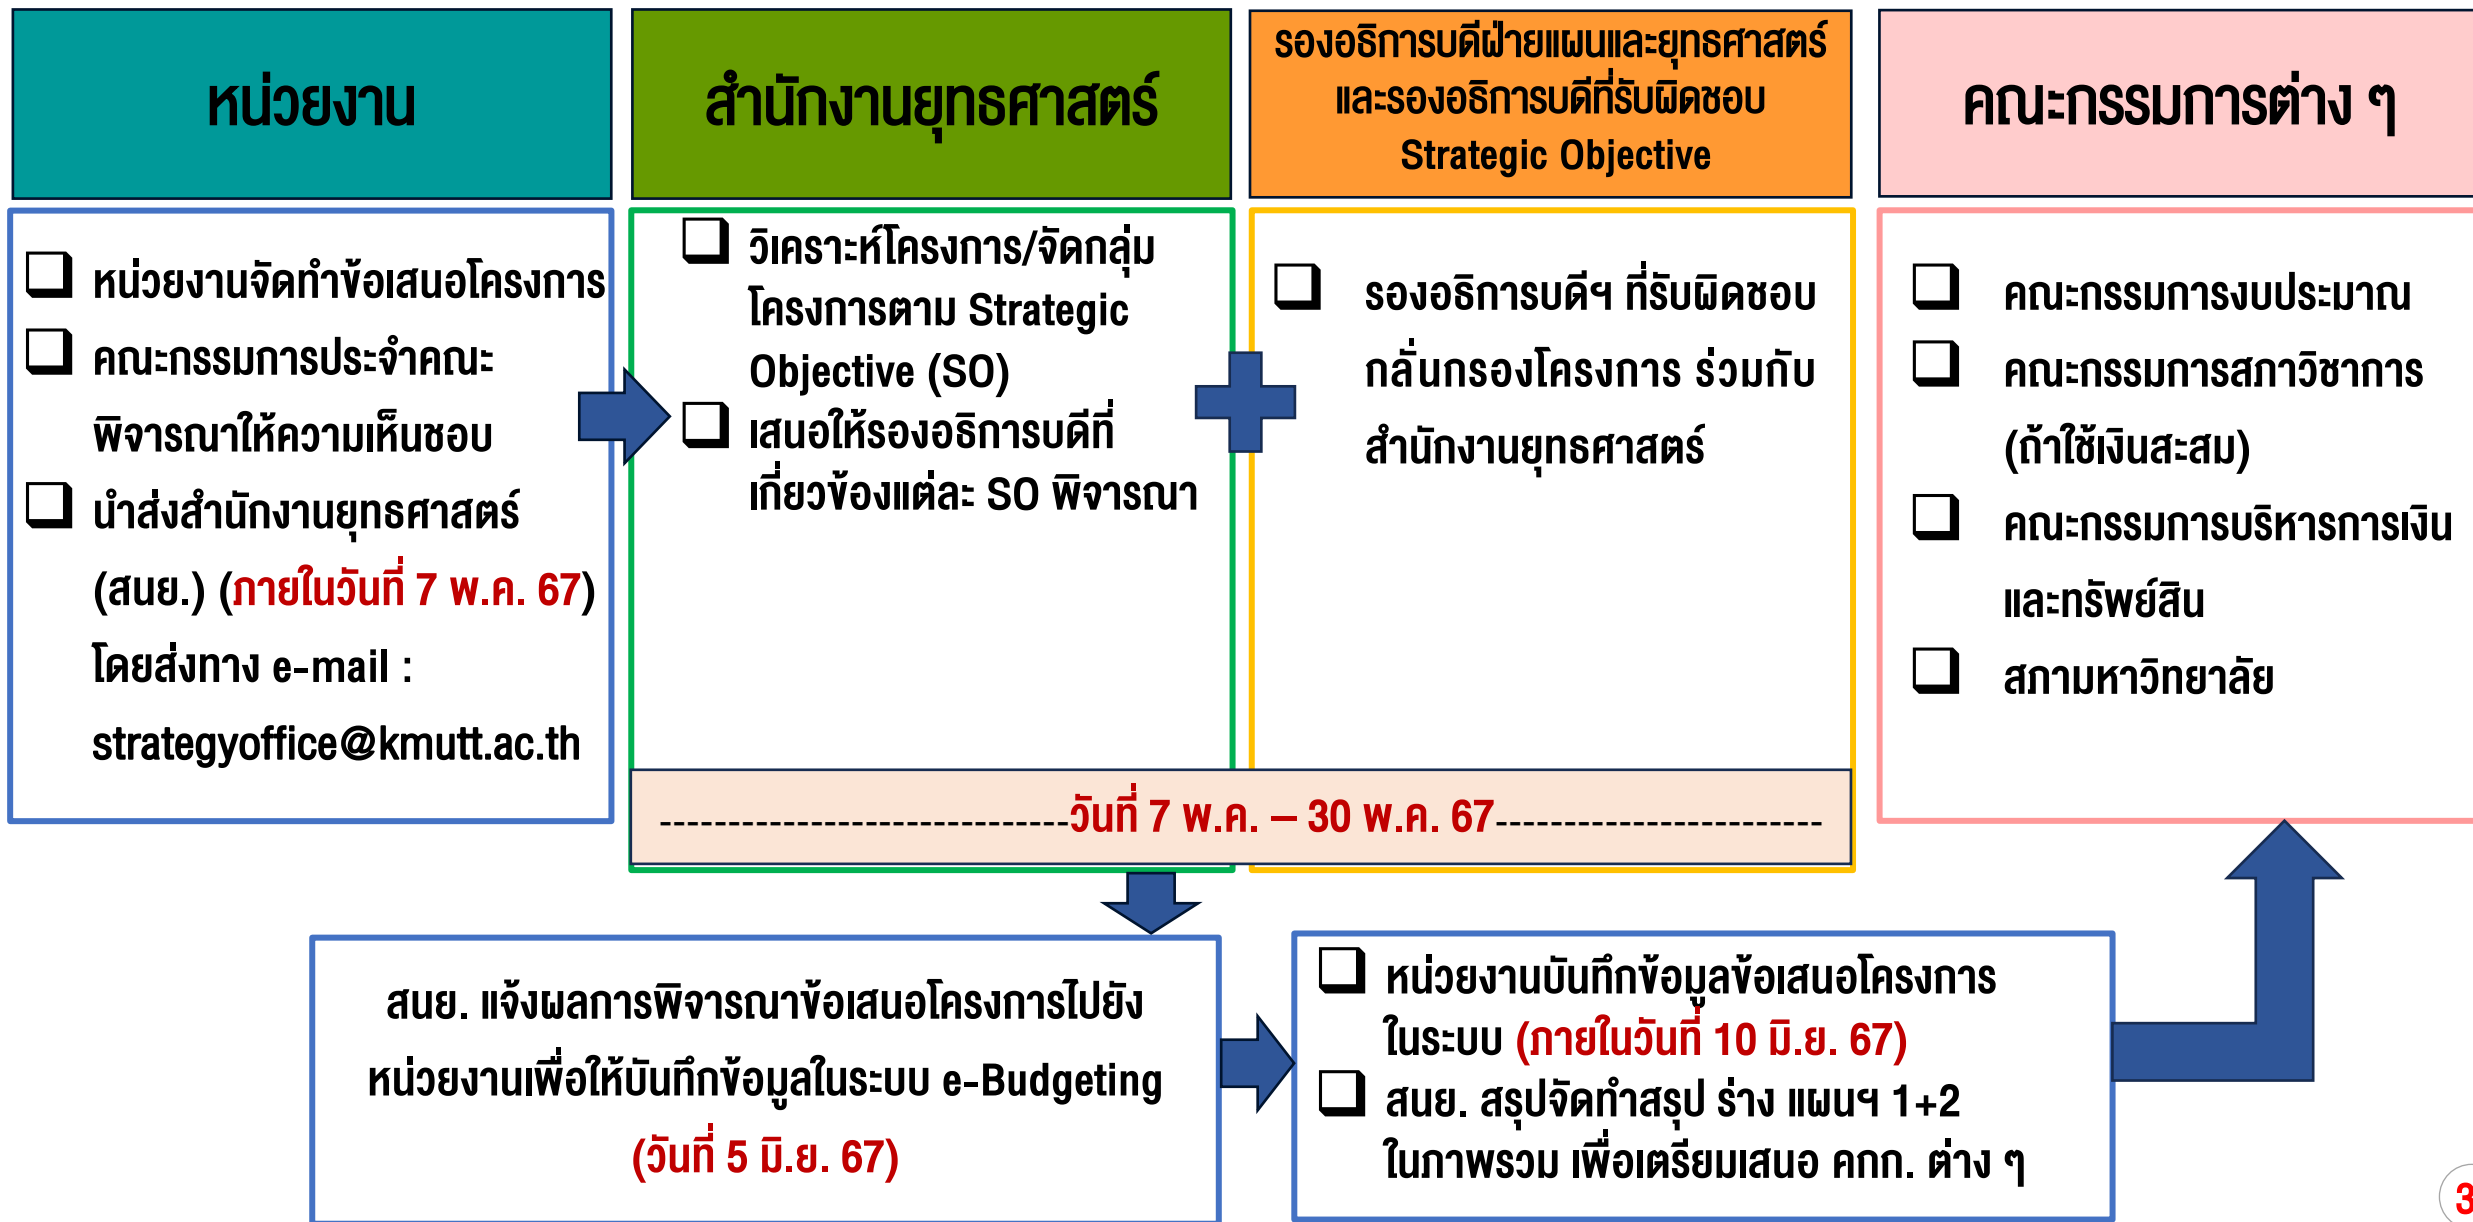 หน่วยงาน
สำนักงานยุทธศาสตร์
รองอธิการบดีฝ่ายแผนและยุทธศาสตร์
และรองอธิการบดีที่รับผิดชอบ
Strategic Objective
คณะกรรมการต่าง ๆ
หน่วยงานจัดทำข้อเสนอโครงการ
คณะกรรมการประจำคณะ
พิจารณาให้ความเห็นชอบ
นำส่งสำนักงานยุทธศาสตร์
(สนย.) (ภายในวันที่ 7 พ.ค. 67)
โดยส่งทาง e-mail :
strategyoffice@kmutt.ac.th
วิเคราะห์โครงการ/จัดกลุ่ม
โครงการตาม Strategic
Objective (SO)
เสนอให้รองอธิการบดีที่
เกี่ยวข้องแต่ละ SO พิจารณา
รองอธิการบดีฯ ที่รับผิดชอบ
กลั่นกรองโครงการ ร่วมกับ
สำนักงานยุทธศาสตร์
คณะกรรมการงบประมาณ
คณะกรรมการสภาวิชาการ
(ถ้าใช้เงินสะสม)
คณะกรรมการบริหารการเงิน
และทรัพย์สิน
สภามหาวิทยาลัย
------------------------------วันที่ 7 พ.ค. – 30 พ.ค. 67------------------------
สนย. แจ้งผลการพิจารณาข้อเสนอโครงการไปยัง
หน่วยงานเพื่อให้บันทึกข้อมูลในระบบ e-Budgeting
(วันที่ 5 มิ.ย. 67)
หน่วยงานบันทึกข้อมูลข้อเสนอโครงการ
ในระบบ (ภายในวันที่ 10 มิ.ย. 67)
สนย. สรุปจัดทำสรุป ร่าง แผนฯ 1+2
ในภาพรวม เพื่อเตรียมเสนอ คกก. ต่าง ๆ
3